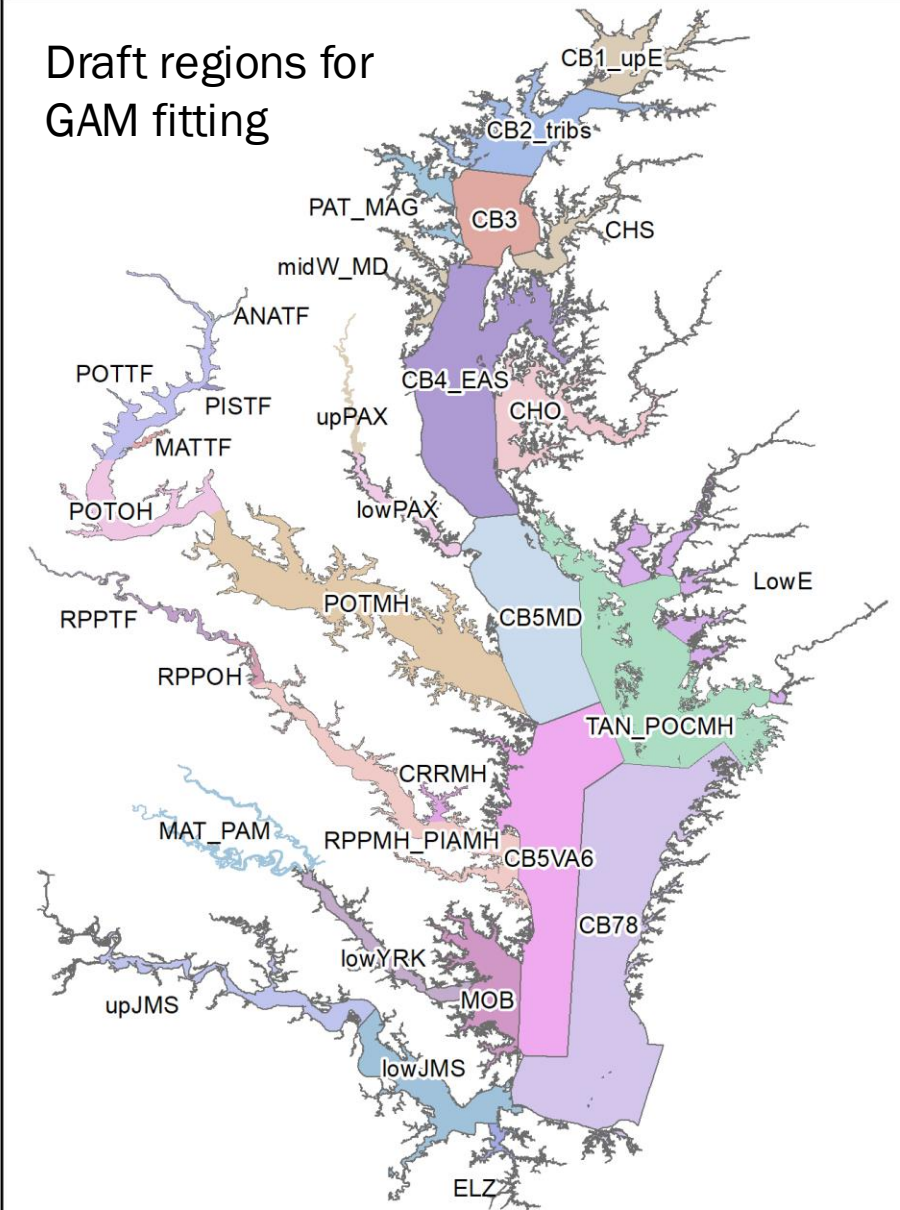 Draft regions for
GAM fitting
CB1_upE
CB2_tribs
PAT_MAG
CB3
CHS
midW_MD
ANATF
POTTF
CB4_EAS
PISTF
CHO
upPAX
MATTF
POTOH
lowPAX
LowE
POTMH
CB5MD
RPPTF
RPPOH
TAN_POCMH
CRRMH
MAT_PAM
RPPMH_PIAMH
CB5VA6
CB78
lowYRK
MOB
upJMS
lowJMS
ELZ